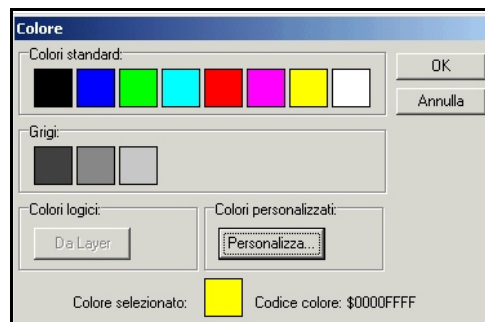 Colore
Colori standard:
OK
Annulla
Grigi:
Colori logici:
Colori personalizzati:
Da Layer
Personalizza...
Colore selezionato:
Codice colore: $0000FFFF